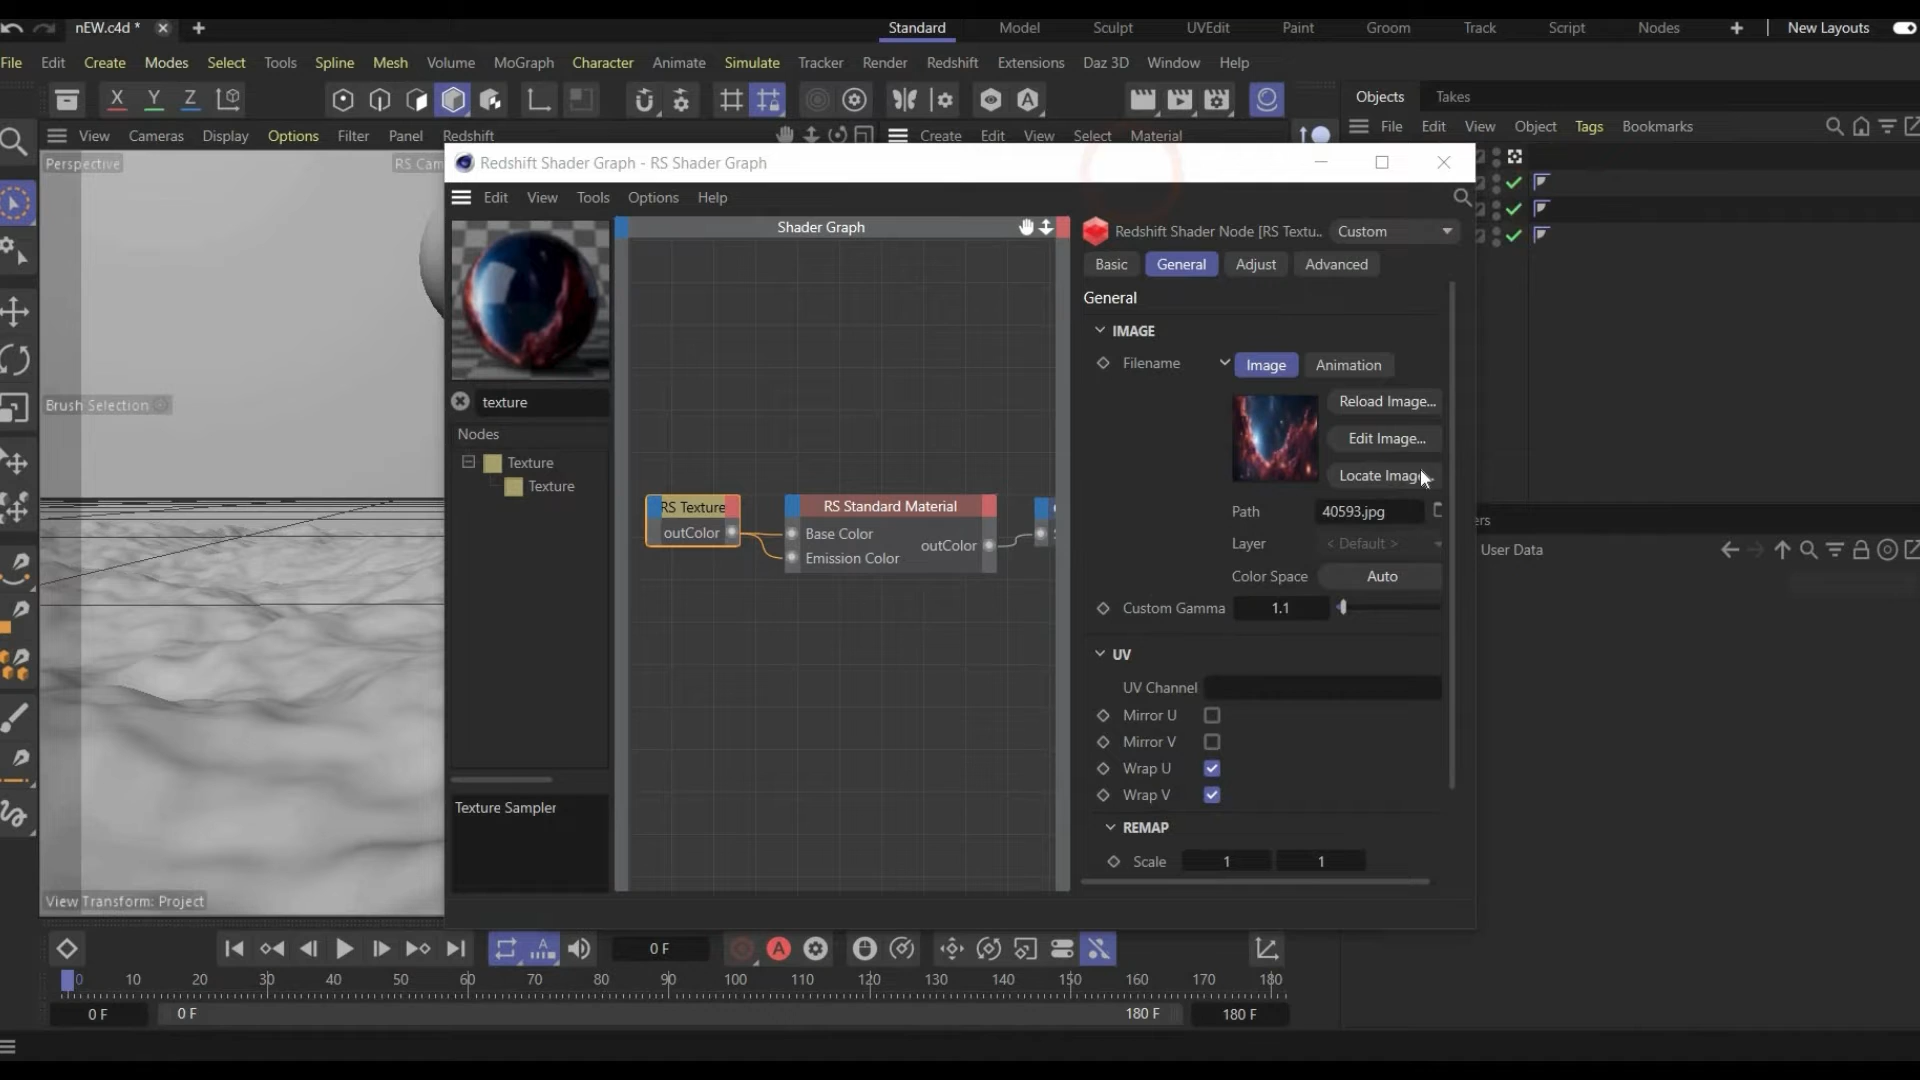 nEW.c4d *
Standard Model Sculpt UVEdit Paint Groom Track Script Nodes New Layouts
File Edit Create Modes Select Tools Spline Mesh Volume MoGraph Character Animate Simulate Tracker Render Redshift Extensions Daz 3D Window Help
X Y Z
Objects Takes
View Cameras Display Options Filter Panel Redshift
Create Edit View Select Material
File Edit View Object Tags Bookmarks
Perspective
RS Cam
Redshift Shader Graph - RS Shader Graph
Edit View Tools Options Help
Shader Graph
Redshift Shader Node [RS Textu.. Custom
Basic General Adjust Advanced
General
IMAGE
Filename Image Animation
Reload Image...
Edit Image...
Locate Imag
Path 40593.jpg
Layer < Default >
Color Space Auto
Custom Gamma 1.1
UV
UV Channel
Mirror U
Mirror V
Wrap U
Wrap V
REMAP
Scale 1 1
texture
Nodes
Texture
Texture
Texture Sampler
RS Texture
outColor
RS Standard Material
Base Color
Emission Color
outColor
Brush Selection
View Transform: Project
ers
User Data
0 F
A
0 10 20 30 40 50 60 70 80 90 100 110 120 130 140 150 160 170 180
0 F 0 F 180 F 180 F